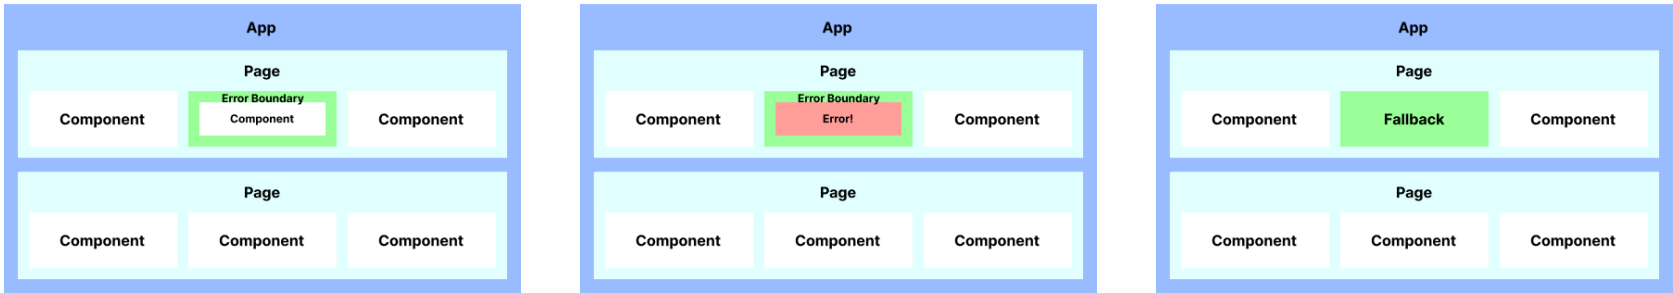 App
Page
Component
Error Boundary
Component
Component
Page
Component Component Component
App
Page
Component
Error Boundary
Error!
Component
Page
Component Component Component
App
Page
Component Fallback Component
Page
Component Component Component